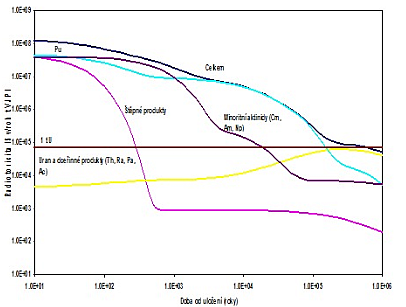 1.0E+09
1.0E+08
Pu
Celkem
1.0E+07
1.0E+06
Štěpné produkty
Minoritní aktinidy (Cm,
Am, Np)
1.0E+05
1 tU
Uran a dceřinné produkty (Th, Ra, Pa,
Ac)
1.0E+04
1.0E+03
1.0E+02
1.0E+01
1.0E+01
1.0E+02
1.0E+03
1.0E+04
1.0E+05
1.0E+06
Doba od uložení (roky)